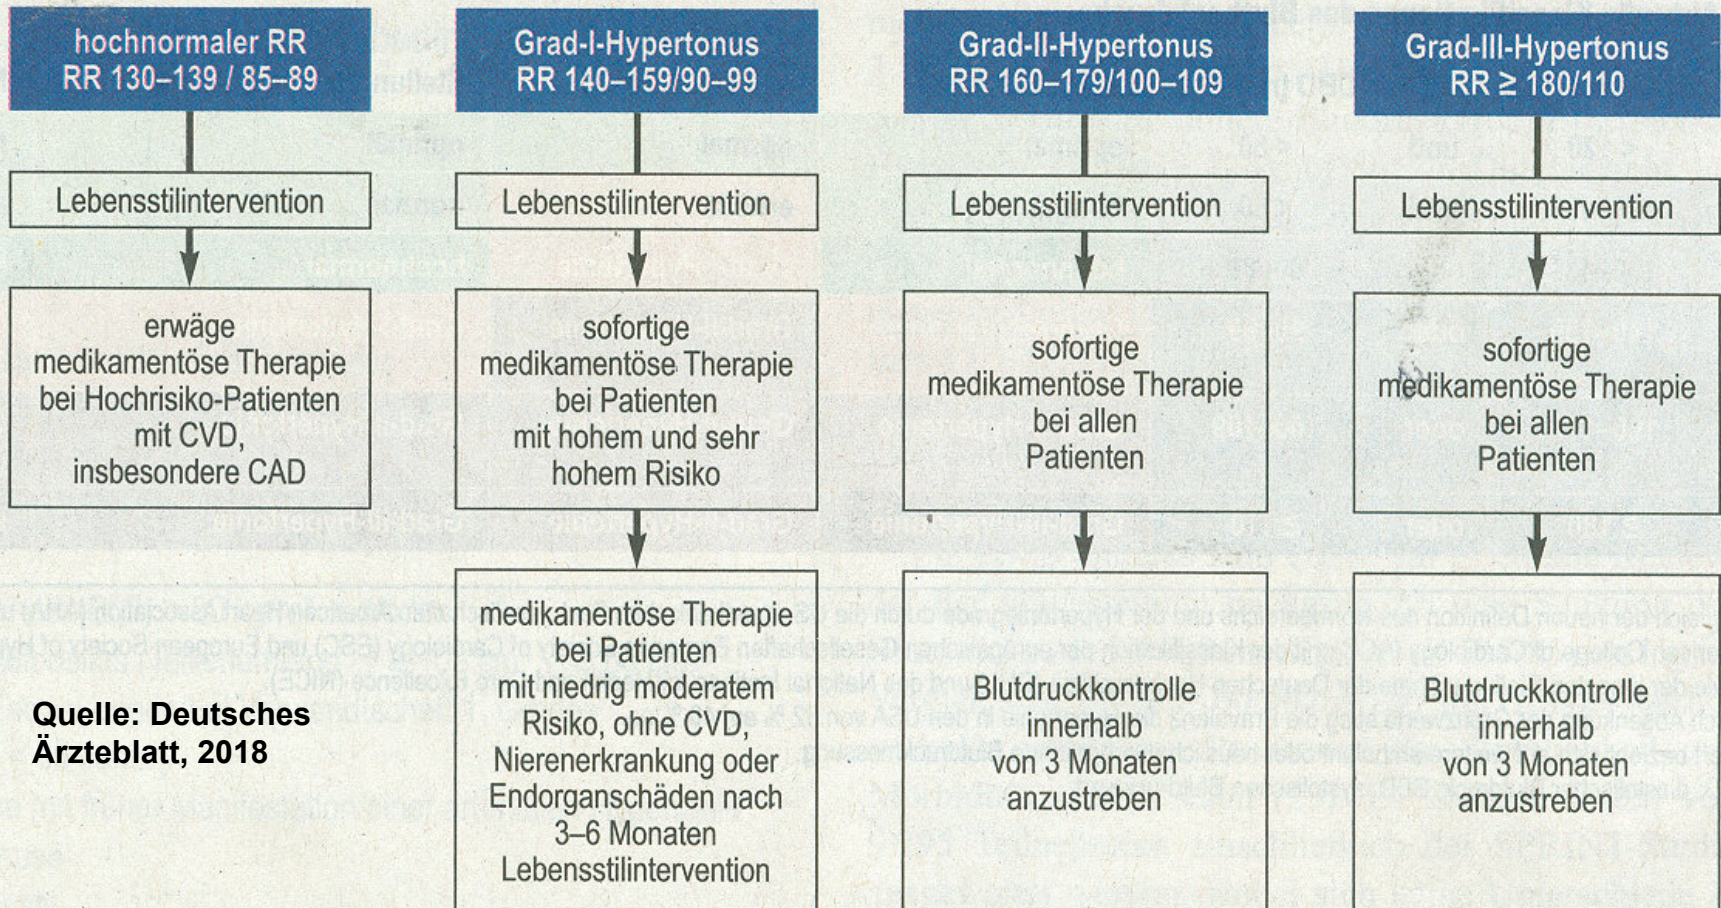 hochnormaler RR
RR 130–139 / 85–89
Lebensstilintervention
erwäge
medikamentöse Therapie
bei Hochrisiko-Patienten
mit CVD,
insbesondere CAD
Grad-I-Hypertonus
RR 140–159/90–99
Lebensstilintervention
sofortige
medikamentöse Therapie
bei Patienten
mit hohem und sehr
hohem Risiko
medikamentöse Therapie
bei Patienten
mit niedrig moderatem
Risiko, ohne CVD,
Nierenerkrankung oder
Endorganschäden nach
3–6 Monaten
Lebensstilintervention
Grad-II-Hypertonus
RR 160–179/100–109
Lebensstilintervention
sofortige
medikamentöse Therapie
bei allen
Patienten
Blutdruckkontrolle
innerhalb
von 3 Monaten
anzustreben
Grad-III-Hypertonus
RR ≥ 180/110
Lebensstilintervention
sofortige
medikamentöse Therapie
bei allen
Patienten
Blutdruckkontrolle
innerhalb
von 3 Monaten
anzustreben
Quelle: Deutsches
Ärzteblatt, 2018